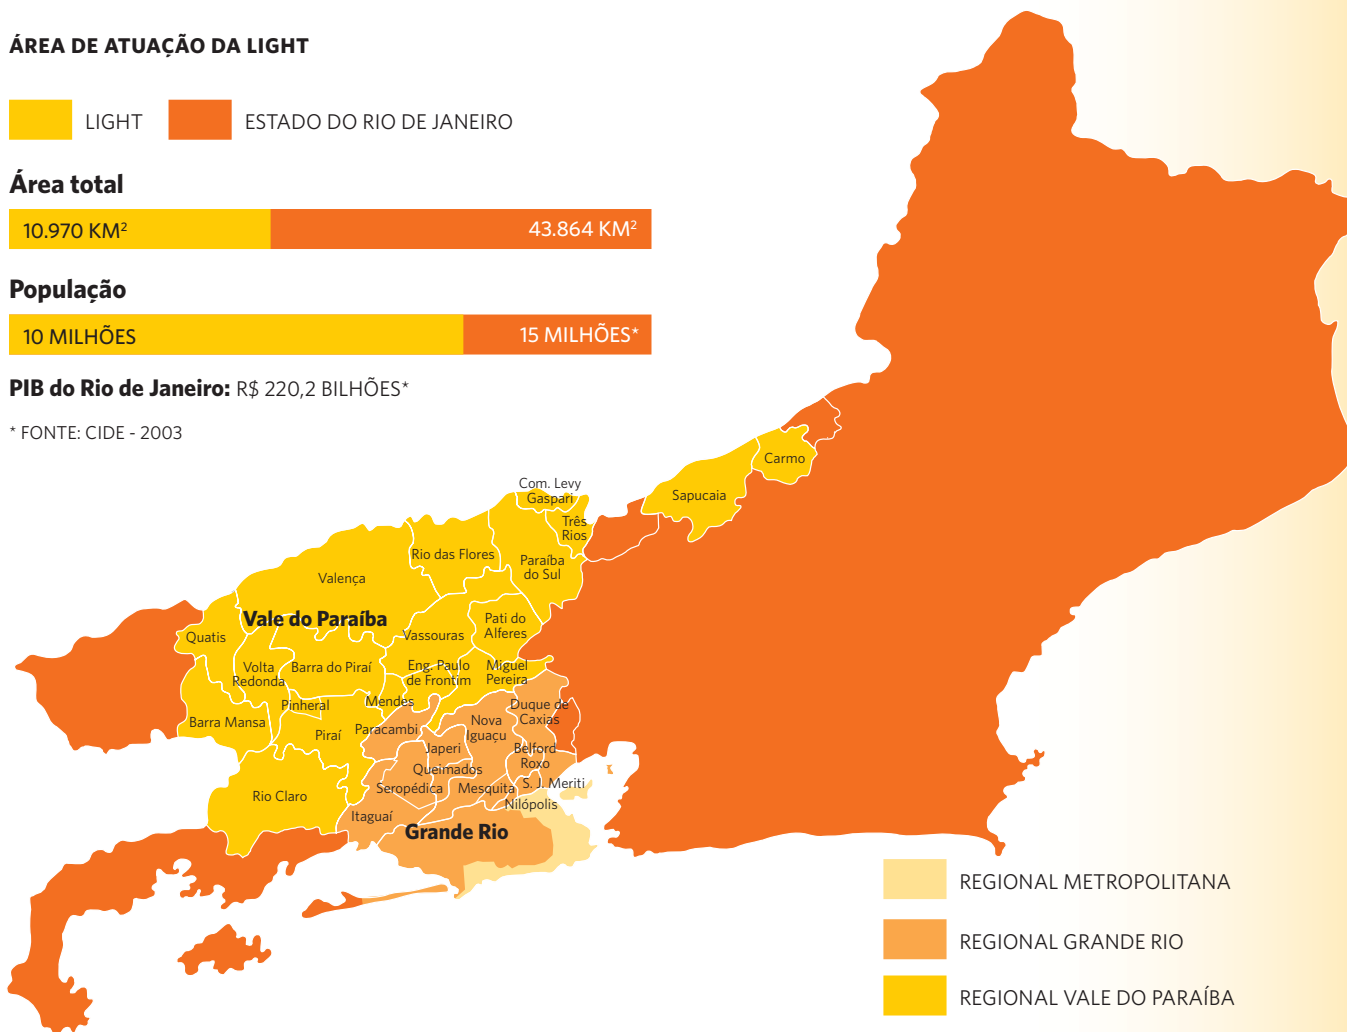 ÁREA DE ATUAÇÃO DA LIGHT
LIGHT
ESTADO DO RIO DE JANEIRO
Área total
10.970 KM²
43.864 KM²
População
10 MILHÕES
15 MILHÕES*
PIB do Rio de Janeiro: R$ 220,2 BILHÕES*
* FONTE: CIDE - 2003
Carmo
Sapucaia
Com. Levy
Gaspari
Três
Rios
Rio das Flores
Paraíba
do Sul
Valença
Vale do Paraíba
Quatis
Vassouras
Pati do
Alferes
Volta
Redonda
Barra do Piraí
Eng. Paulo
de Frontim
Miguel
Pereira
Pinheral
Mendes
Duque de
Caxias
Barra Mansa
Piraí
Paracambi
Nova
Iguaçu
Japeri
Belford
Roxo
Queimados
Seropédica
Mesquita
S. J. Meriti
Rio Claro
Nilópolis
Itaguaí
Grande Rio
REGIONAL METROPOLITANA
REGIONAL GRANDE RIO
REGIONAL VALE DO PARAÍBA